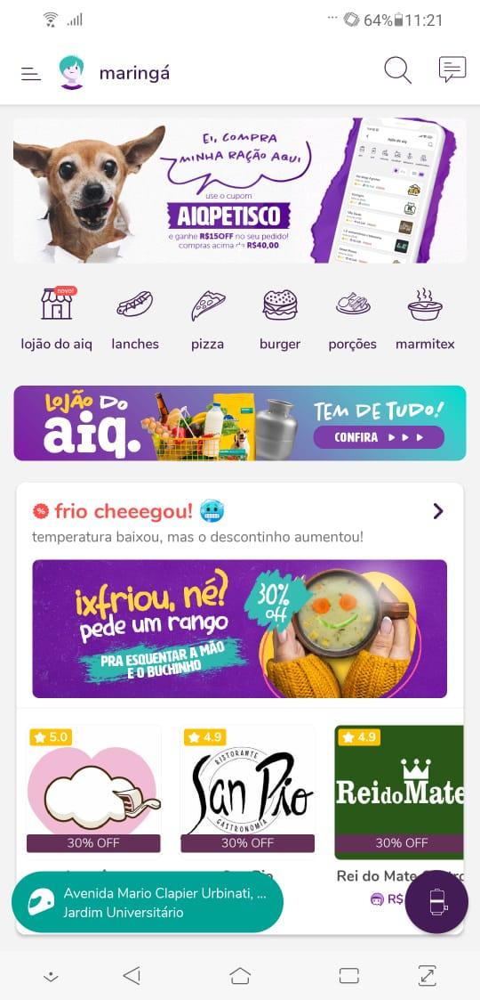 64% 11:21
maringá
EI, COMPRA
MINHA RAÇÃO AQUI
use o cupom
AIQPETISCO
e ganhe R$15OFF no seu pedido!
compras acima de R$40,00
novo!
lojão do aiq
lanches
pizza
burger
porções
marmitex
LOJÃO DO
aiq.
TEM DE TUDO!
CONFIRA
% frio cheeegou!
temperatura baixou, mas o descontinho aumentou!
ixfriou, né?
pede um rango
PRA ESQUENTAR A MÃO
E O BUCHINHO
30%
off
5.0
30% OFF
4.9
RISTORANTE
San Pio
GASTRONOMIA
30% OFF
4.9
Rei do Mate
30% OFF
Rei do Mate
R$
Avenida Mario Clapier Urbinati, ...
Jardim Universitário